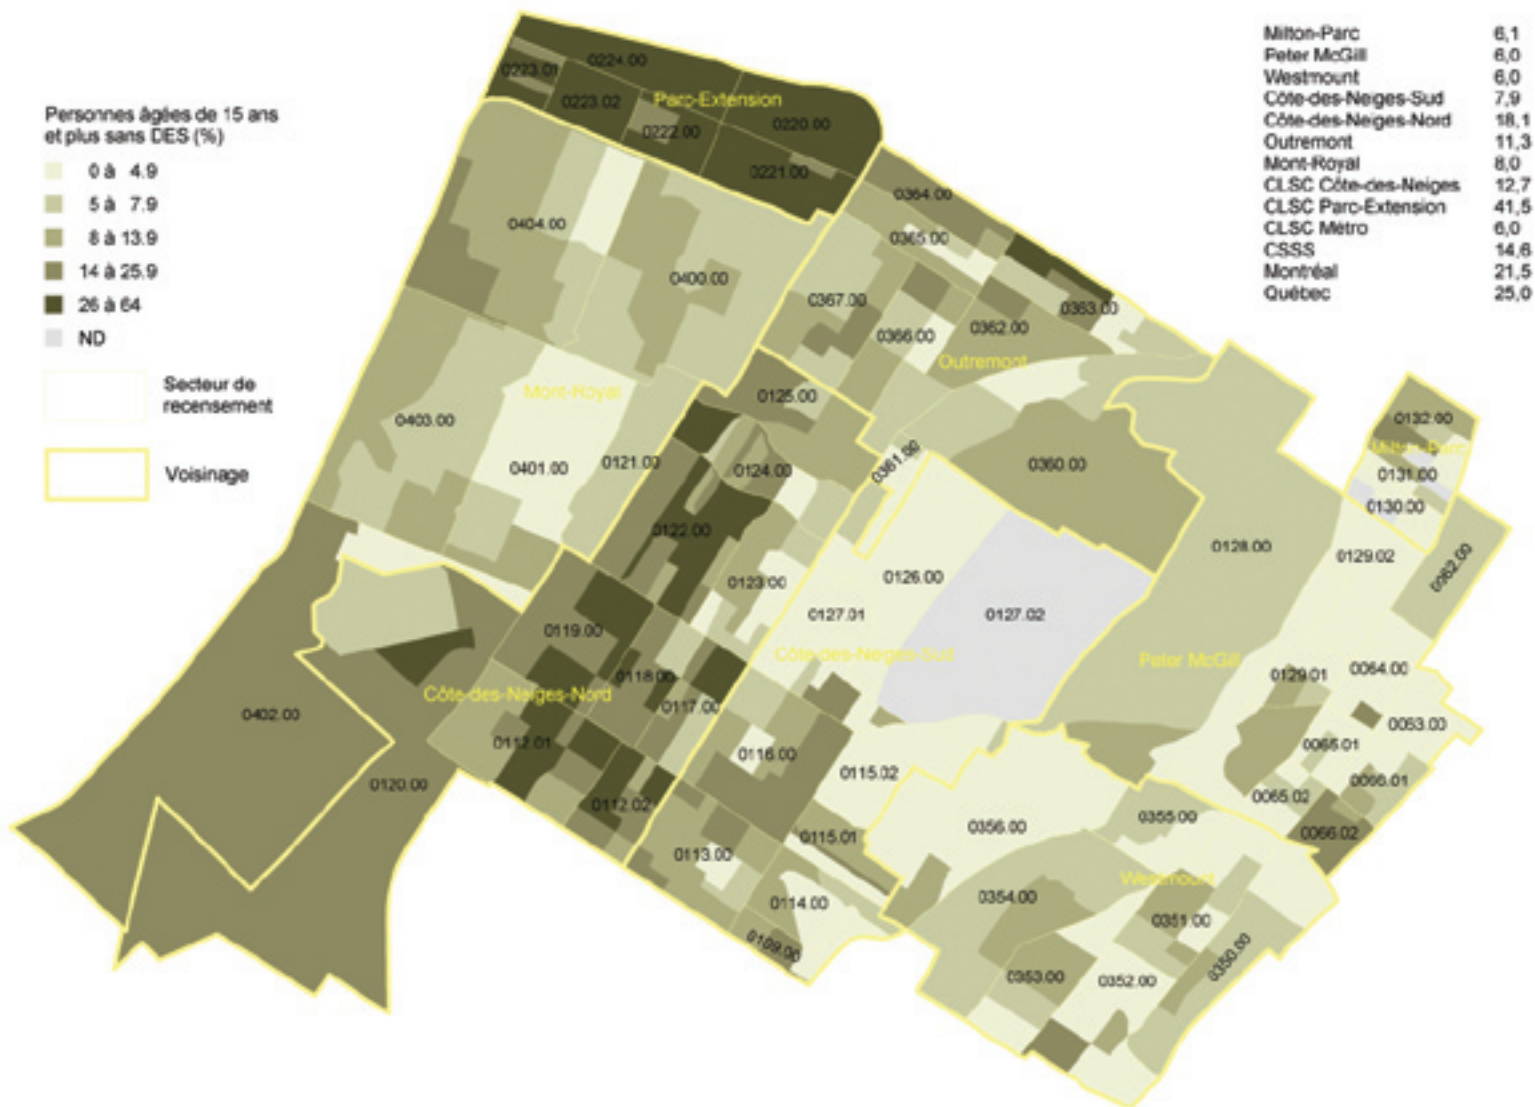 Personnes âgées de 15 ans
et plus sans DES (%)
0 à 4.9
5 à 7.9
8 à 13.9
14 à 25.9
26 à 64
ND
Secteur de
recensement
Voisinage
Milton-Parc 6,1
Peter McGill 6,0
Westmount 6,0
Côte-des-Neiges-Sud 7,9
Côte-des-Neiges-Nord 18,1
Outremont 11,3
Mont-Royal 8,0
CLSC Côte-des-Neiges 12,7
CLSC Parc-Extension 41,5
CLSC Métro 6,0
CSSS 14,6
Montréal 21,5
Québec 25,0
0224.00
0223.01
0223.02
Parc-Extension
0220.00
0222.00
0221.00
0364.00
0404.00
0365.00
0400.00
0367.00
0363.00
0362.00
0366.00
Outremont
Mont-Royal
0125.00
0403.00
0132.00
Milton-Parc
0401.00
0121.00
0124.00
0361.00
0360.00
0131.00
0130.00
0122.00
0128.00
0129.02
0062.00
0123.00
0126.00
0127.01
0127.02
0119.00
Côte-des-Neiges-Sud
Peter McGill
0118.00
0129.01
0064.00
Côte-des-Neiges-Nord
0117.00
0402.00
0063.00
0112.01
0065.01
0116.00
0115.02
0120.00
0066.01
0065.02
0112.02
0356.00
0355.00
0066.02
0115.01
0113.00
Westmount
0354.00
0114.00
0351.00
0109.00
0350.00
0353.00
0352.00